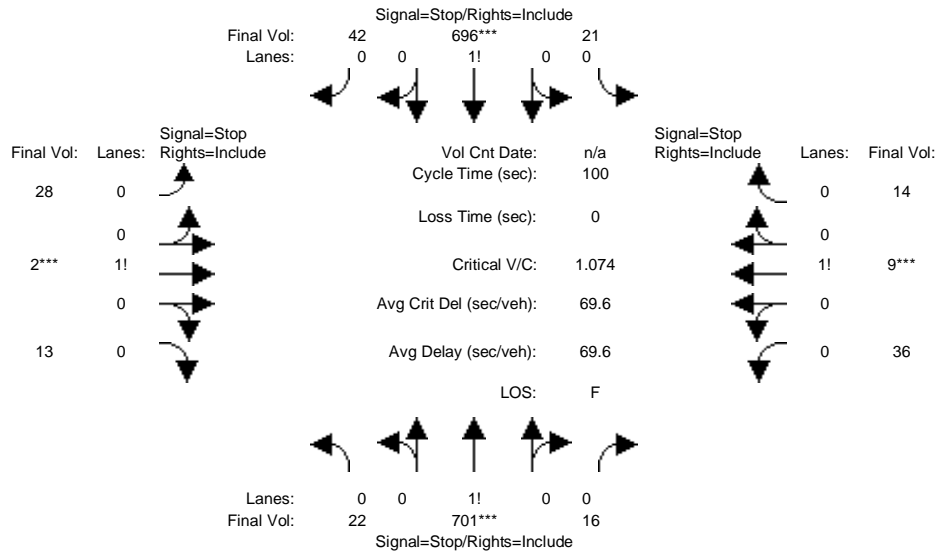 Signal=Stop/Rights=Include
Final Vol: 42 696*** 21
Lanes: 0 0 1! 0 0
Signal=Stop Signal=Stop
Final Vol: Lanes: Rights=Include Vol Cnt Date: n/a Rights=Include Lanes: Final Vol:
Cycle Time (sec): 100
28 0 0 14
Loss Time (sec): 0
0 0
2*** 1! Critical V/C: 1.074 1! 9***
0 Avg Crit Del (sec/veh): 69.6 0
13 0 Avg Delay (sec/veh): 69.6 0 36
LOS: F
Lanes: 0 0 1! 0 0
Final Vol: 22 701*** 16
Signal=Stop/Rights=Include